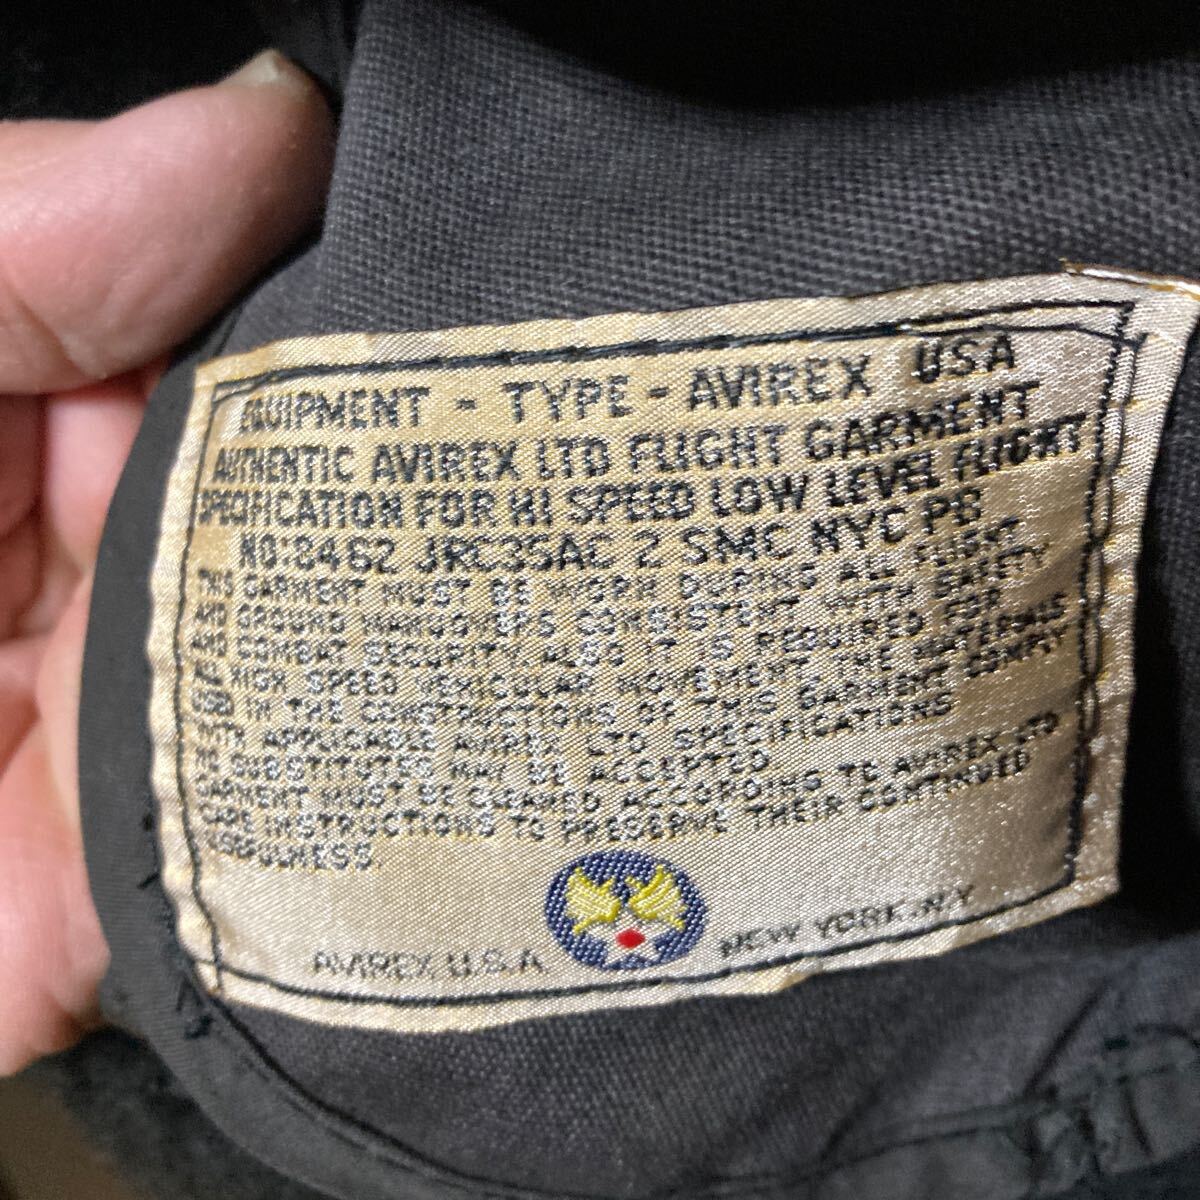 EQUIPMENT - TYPE - AVIREX USA
AUTHENTIC AVIREX LTD FLIGHT GARMENT
SPECIFICATION FOR HI SPEED LOW LEVEL FLIGHT
NO:8462 JRC35AC 2 SMC NYC PB
THIS GARMENT MUST BE WORN DURING ALL FLIGHT
AND GROUND MANUOVERS CONSISTENT WITH SAFETY
AND COMBAT SECURITY. ALSO IT IS REQUIRED FOR
ALL HIGH SPEED VEHICULAR MOVEMENT. THE MATERIALS
USED IN THE CONSTRUCTIONS OF THIS GARMENT COMPLY
WITH APPLICABLE AVIREX LTD SPECIFICATIONS
NO SUBSTITUTES MAY BE ACCEPTED
GARMENT MUST BE CLEANED ACCORDING TO AVIREX LTD
CARE INSTRUCTIONS TO PRESERVE THEIR CONTINUED
USEFULNESS.
AVIREX U.S.A. NEW YORK. N.Y